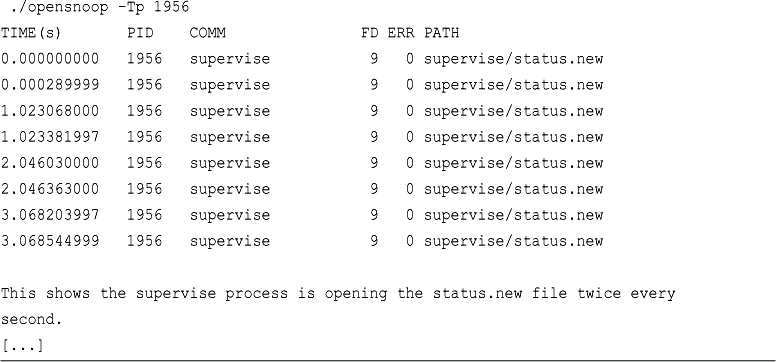 ./opensnoop -Tp 1956
TIME(s) PID COMM FD ERR PATH
0.000000000 1956 supervise 9 0 supervise/status.new
0.000289999 1956 supervise 9 0 supervise/status.new
1.023068000 1956 supervise 9 0 supervise/status.new
1.023381997 1956 supervise 9 0 supervise/status.new
2.046030000 1956 supervise 9 0 supervise/status.new
2.046363000 1956 supervise 9 0 supervise/status.new
3.068203997 1956 supervise 9 0 supervise/status.new
3.068544999 1956 supervise 9 0 supervise/status.new
This shows the supervise process is opening the status.new file twice every
second.
[...]